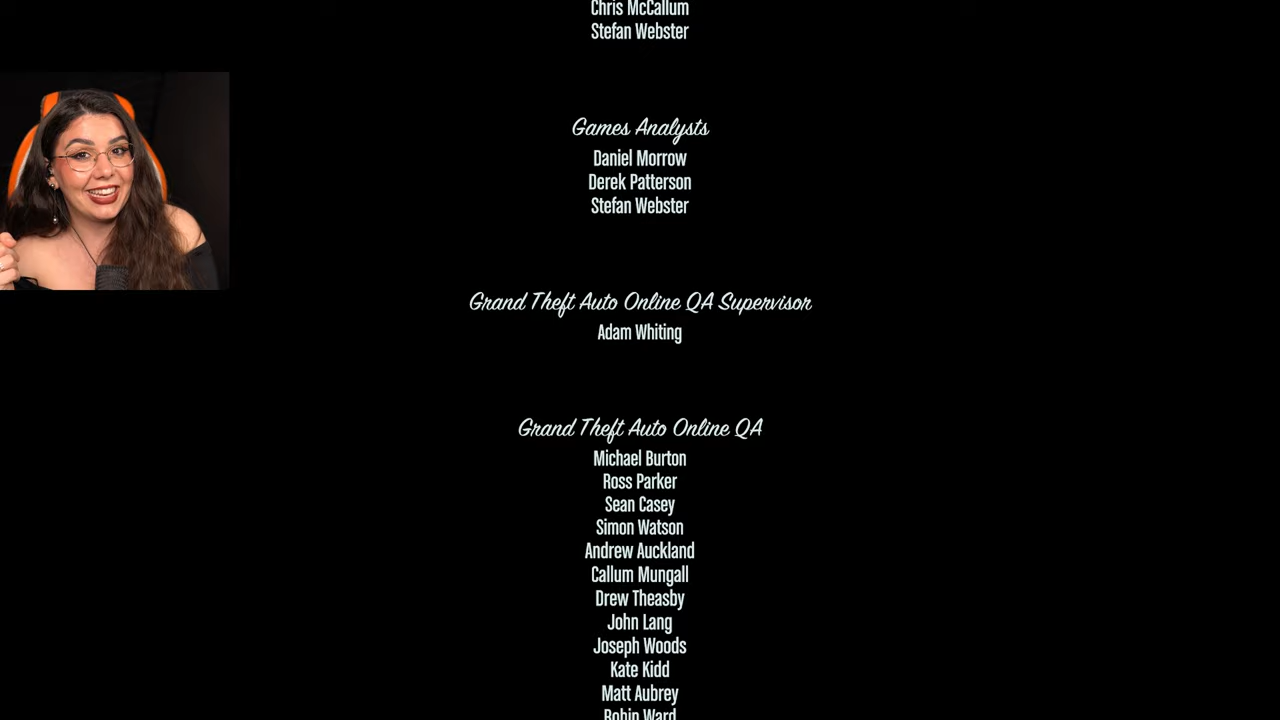 Chris McCallum
Stefan Webster
Games Analysts
Daniel Morrow
Derek Patterson
Stefan Webster
Grand Theft Auto Online QA Supervisor
Adam Whiting
Grand Theft Auto Online QA
Michael Burton
Ross Parker
Sean Casey
Simon Watson
Andrew Auckland
Callum Mungall
Drew Theasby
John Lang
Joseph Woods
Kate Kidd
Matt Aubrey
Robin Ward